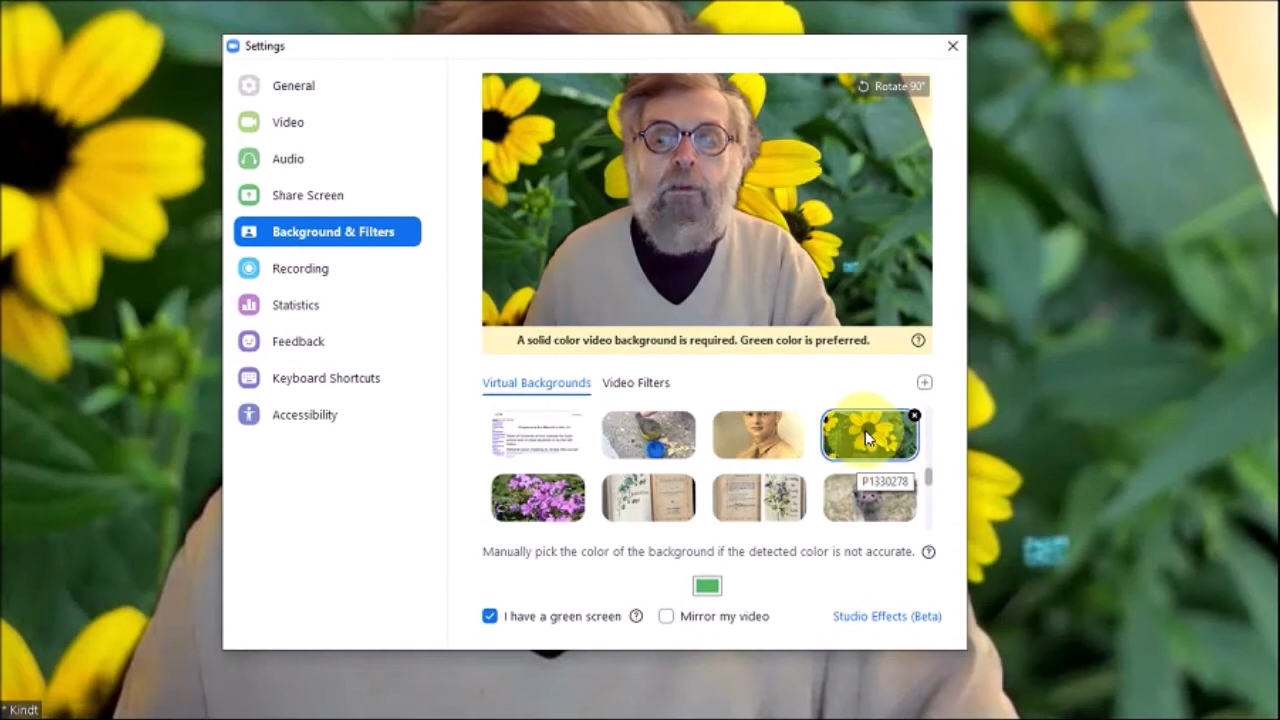 Settings
General
Video
Audio
Share Screen
Background & Filters
Recording
Statistics
Feedback
Keyboard Shortcuts
Accessibility
Rotate 90°
A solid color video background is required. Green color is preferred.
Virtual Backgrounds Video Filters
P1330278
Manually pick the color of the background if the detected color is not accurate.
I have a green screen Mirror my video Studio Effects (Beta)
* Kindt